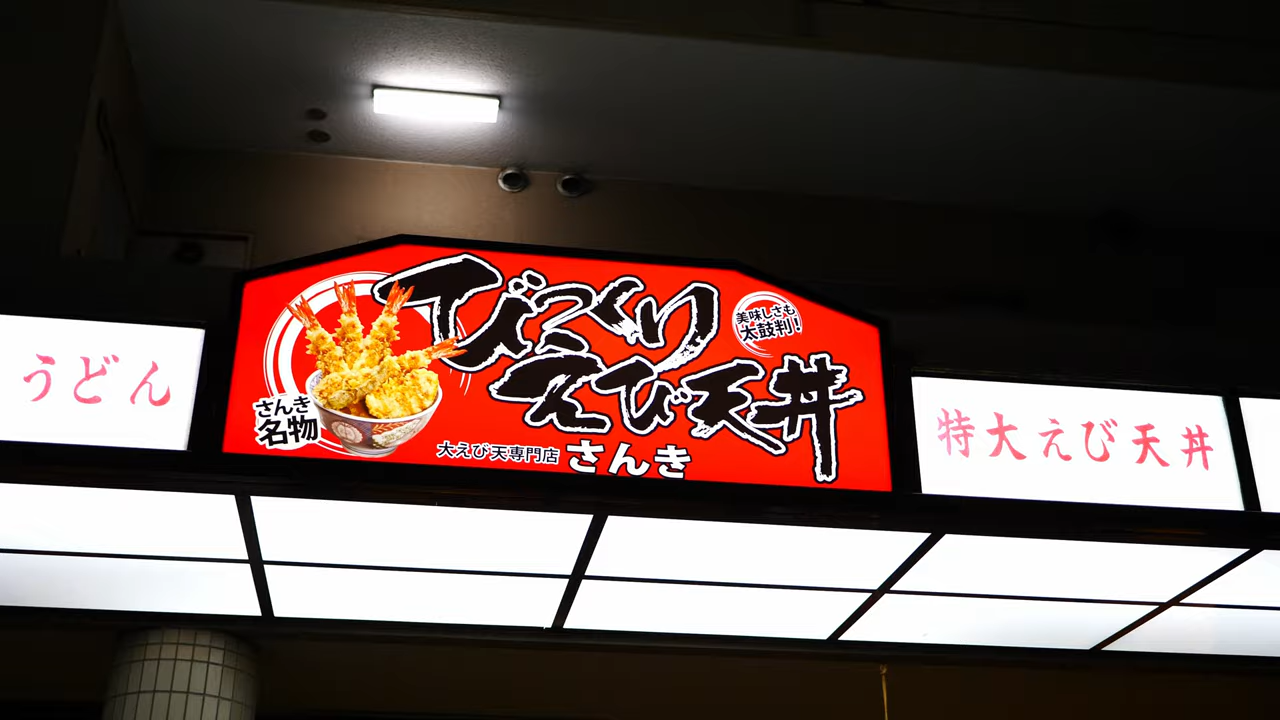 うどん
びっくり
えび天丼
美味しさも
太鼓判!
さんき
名物
大えび天専門店 さんき
特大えび天丼